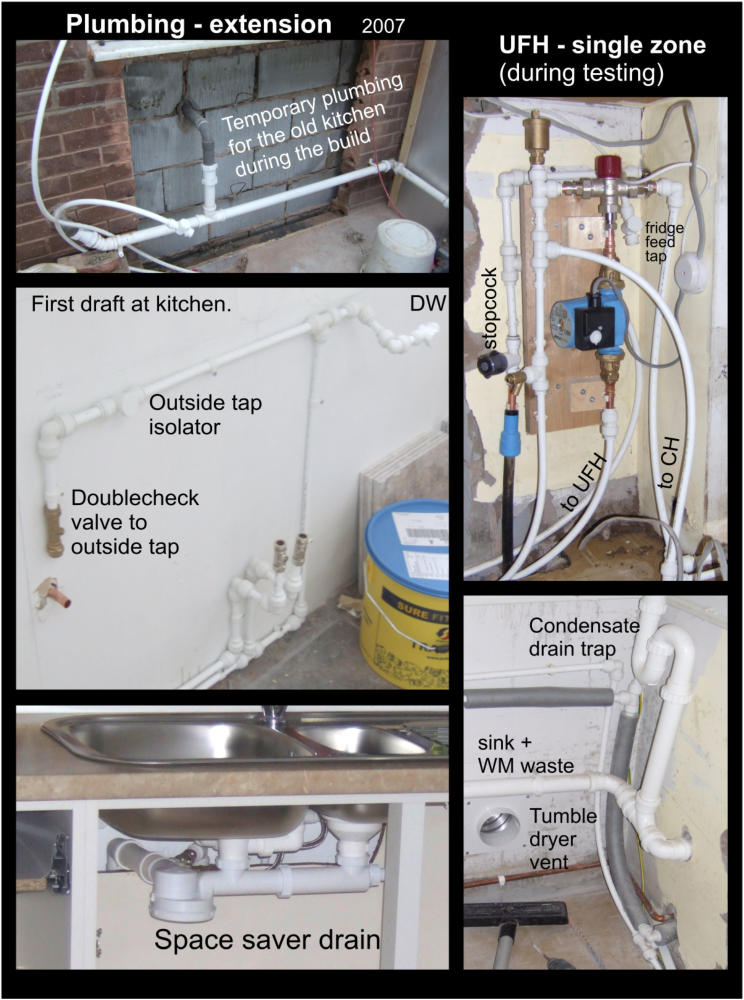 Plumbing - extension 2007
Temporary plumbing
for the old kitchen
during the build
First draft at kitchen.
DW
Outside tap
isolator
Doublecheck
valve to
outside tap
SURE FI
Space saver drain
UFH - single zone
(during testing)
fridge
feed
tap
stopcock
to UFH
to CH
Condensate
drain trap
sink +
WM waste
Tumble
dryer
vent